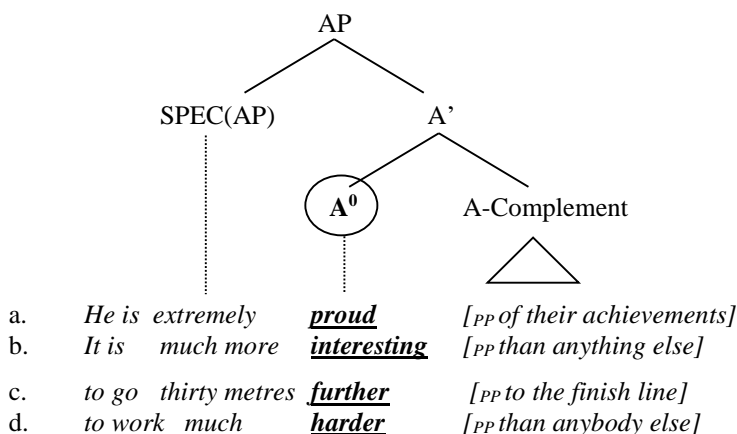 AP
SPEC(AP) A’
A⁰ A-Complement
a. He is extremely proud [PP of their achievements]
b. It is much more interesting [PP than anything else]
c. to go thirty metres further [PP to the finish line]
d. to work much harder [PP than anybody else]